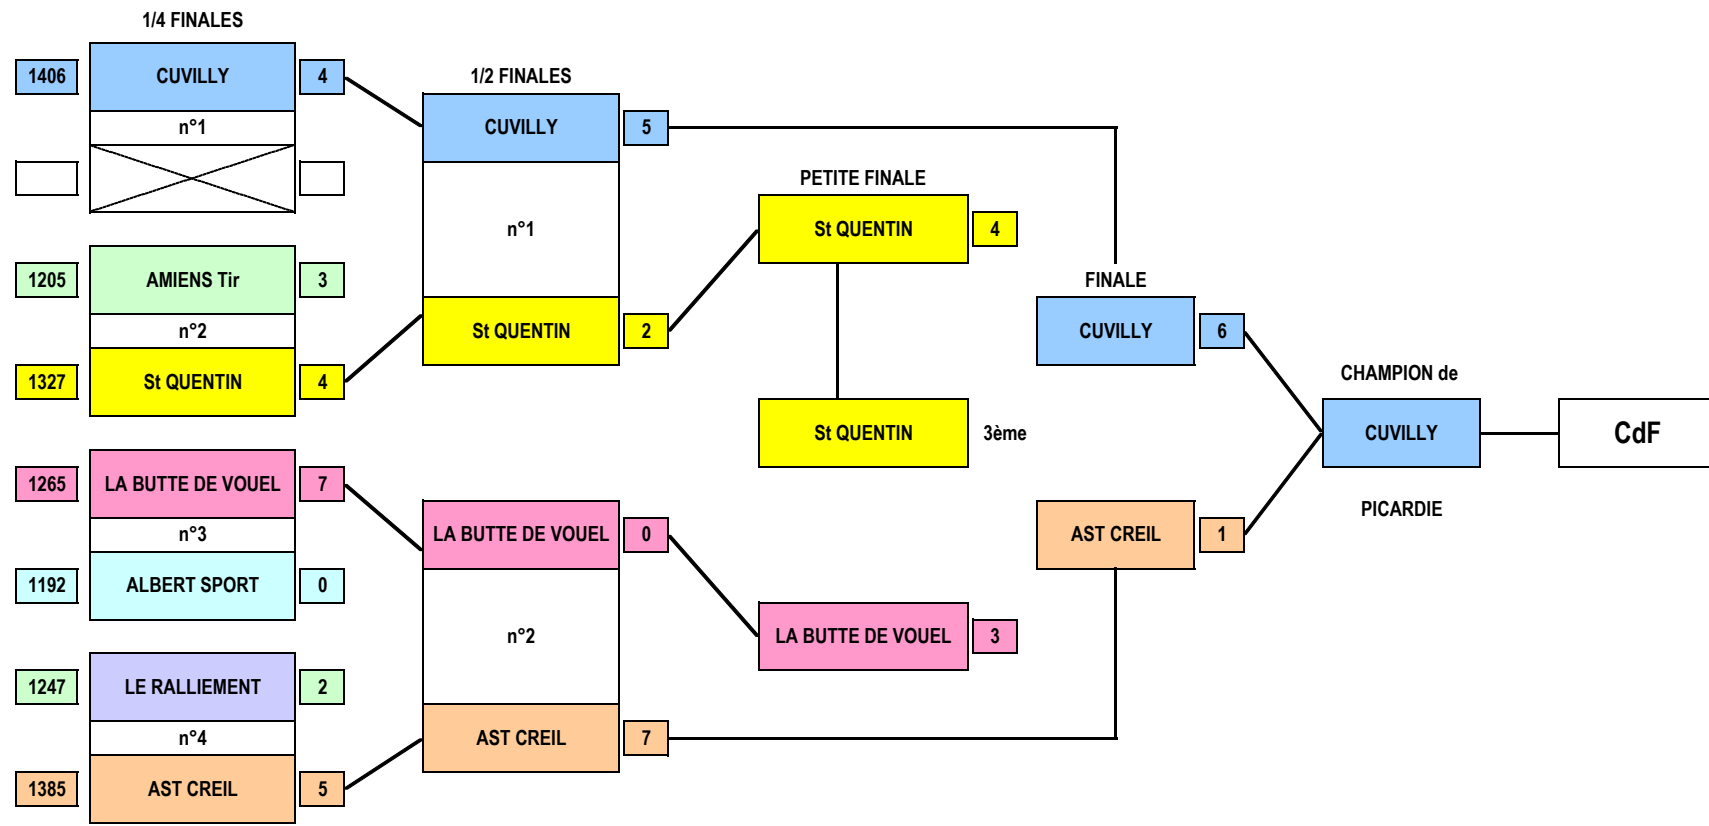 1/4 FINALES
1406 CUVILLY 4
n°1
1205 AMIENS Tir 3
n°2
1327 St QUENTIN 4
1265 LA BUTTE DE VOUEL 7
n°3
1192 ALBERT SPORT 0
1247 LE RALLIEMENT 2
n°4
1385 AST CREIL 5
1/2 FINALES
CUVILLY 5
n°1
St QUENTIN 2
LA BUTTE DE VOUEL 0
n°2
AST CREIL 7
PETITE FINALE
St QUENTIN 4
St QUENTIN 3ème
LA BUTTE DE VOUEL 3
FINALE
CUVILLY 6
AST CREIL 1
CHAMPION de
CUVILLY
PICARDIE
CdF